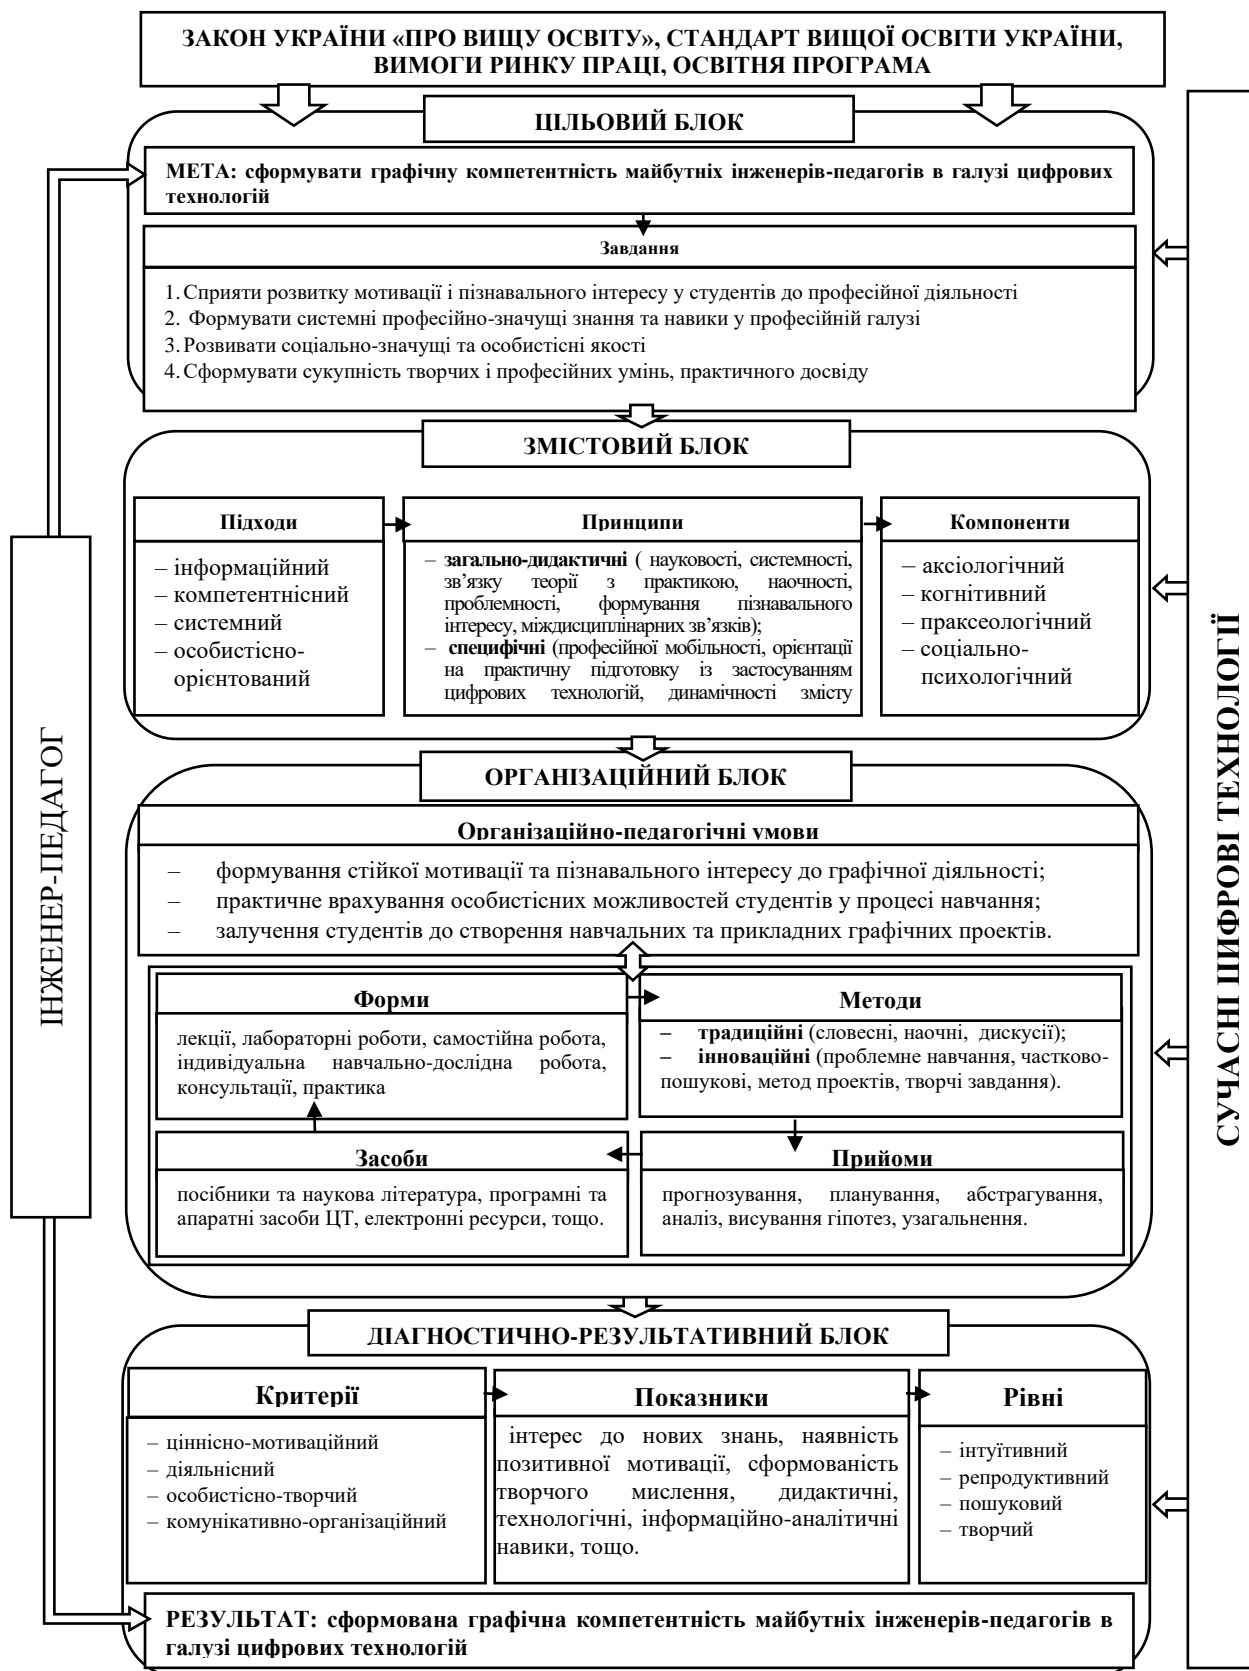 ЗАКОН УКРАЇНИ «ПРО ВИЩУ ОСВІТУ», СТАНДАРТ ВИЩОЇ ОСВІТИ УКРАЇНИ,
ВИМОГИ РИНКУ ПРАЦІ, ОСВІТНЯ ПРОГРАМА
ЦІЛЬОВИЙ БЛОК
МЕТА: сформувати графічну компетентність майбутніх інженерів-педагогів в галузі цифрових
технологій
Завдання
1. Сприяти розвитку мотивації і пізнавального інтересу у студентів до професійної діяльності
2. Формувати системні професійно-значущі знання та навики у професійній галузі
3. Розвивати соціально-значущі та особистісні якості
4. Сформувати сукупність творчих і професійних умінь, практичного досвіду
ЗМІСТОВИЙ БЛОК
Підходи
– інформаційний
– компетентнісний
– системний
– особистісно-
орієнтований
Принципи
– загально-дидактичні ( науковості, системності,
зв’язку теорії з практикою, наочності,
проблемності, формування пізнавального
інтересу, міждисциплінарних зв’язків);
– специфічні (професійної мобільності, орієнтації
на практичну підготовку із застосуванням
цифрових технологій, динамічності змісту
Компоненти
– аксіологічний
– когнітивний
– праксеологічний
– соціально-
психологічний
ОРГАНІЗАЦІЙНИЙ БЛОК
Організаційно-педагогічні умови
– формування стійкої мотивації та пізнавального інтересу до графічної діяльності;
– практичне врахування особистісних можливостей студентів у процесі навчання;
– залучення студентів до створення навчальних та прикладних графічних проектів.
Форми
лекції, лабораторні роботи, самостійна робота,
індивідуальна навчально-дослідна робота,
консультації, практика
Методи
– традиційні (словесні, наочні, дискусії);
– інноваційні (проблемне навчання, частково-
пошукові, метод проектів, творчі завдання).
Засоби
посібники та наукова література, програмні та
апаратні засоби ЦТ, електронні ресурси, тощо.
Прийоми
прогнозування, планування, абстрагування,
аналіз, висування гіпотез, узагальнення.
ДІАГНОСТИЧНО-РЕЗУЛЬТАТИВНИЙ БЛОК
Критерії
– ціннісно-мотиваційний
– діяльнісний
– особистісно-творчий
– комунікативно-організаційний
Показники
інтерес до нових знань, наявність
позитивної мотивації, сформованість
творчого мислення, дидактичні,
технологічні, інформаційно-аналітичні
навики, тощо.
Рівні
– інтуїтивний
– репродуктивний
– пошуковий
– творчий
РЕЗУЛЬТАТ: сформована графічна компетентність майбутніх інженерів-педагогів в
галузі цифрових технологій
ІНЖЕНЕР-ПЕДАГОГ
СУЧАСНІ ЦИФРОВІ ТЕХНОЛОГІЇ